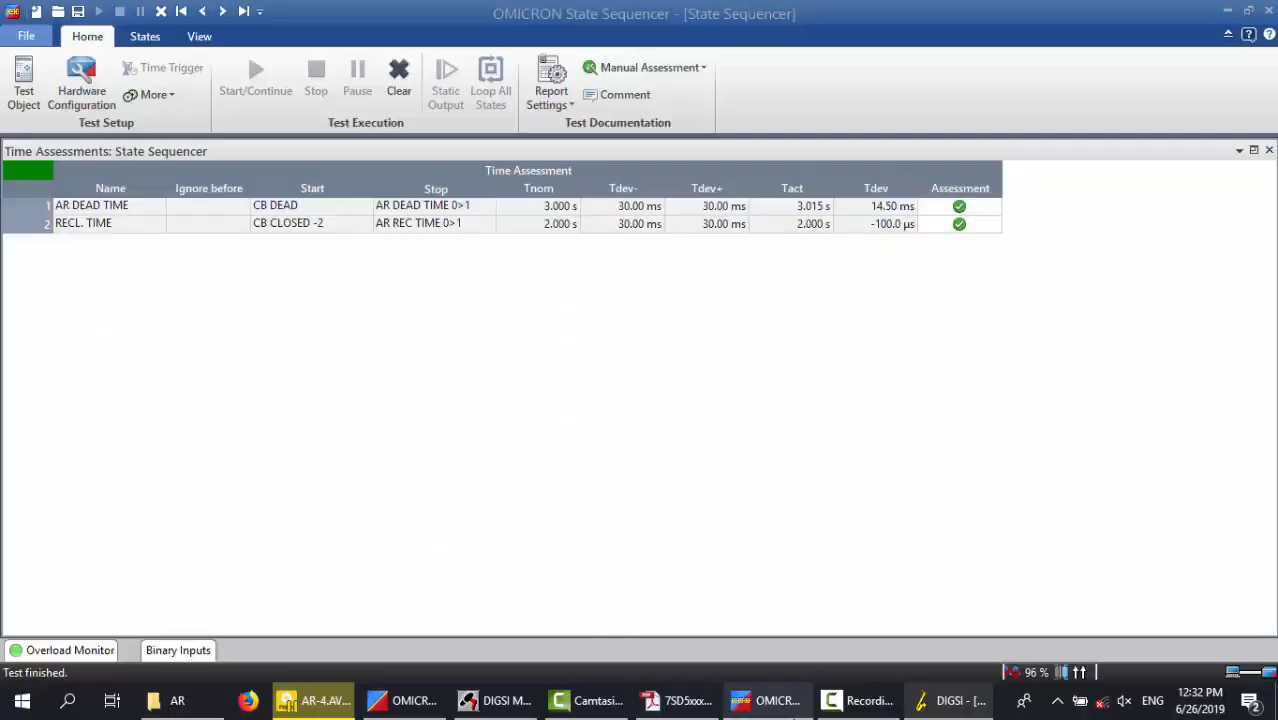 OMICRON State Sequencer - [State Sequencer]
File Home States View
Test Object
Hardware Configuration
Time Trigger
More
Test Setup
Start/Continue
Stop
Pause
Clear
Static Output
Loop All States
Test Execution
Report Settings
Manual Assessment
Comment
Test Documentation
Time Assessments: State Sequencer
Time Assessment
Name Ignore before Start Stop Tnom Tdev- Tdev+ Tact Tdev Assessment
1 AR DEAD TIME CB DEAD AR DEAD TIME 0>1 3.000 s 30.00 ms 30.00 ms 3.015 s 14.50 ms
2 RECL. TIME CB CLOSED -2 AR REC TIME 0>1 2.000 s 30.00 ms 30.00 ms 2.000 s -100.0 µs
Overload Monitor Binary Inputs
Test finished. 96 %
AR AR-4.AV... OMICR... DIGSI M... Camtasi... 7SD5xxx... OMICR... Recordi... DIGSI - [... ENG 12:32 PM
6/26/2019 2